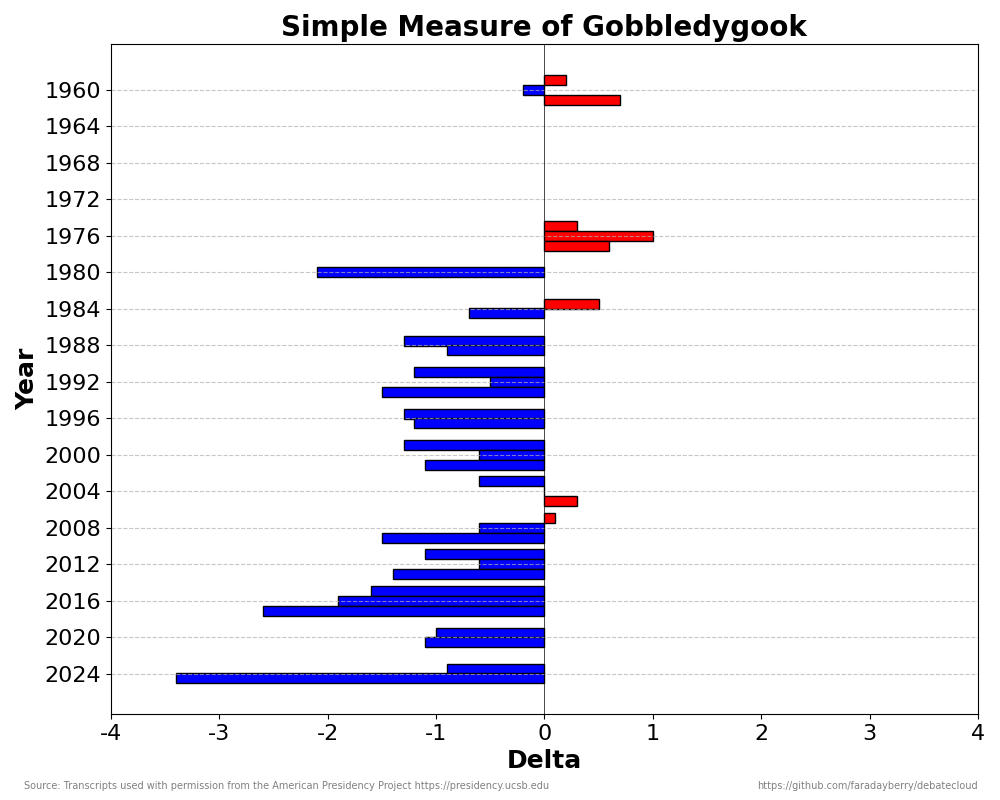 Simple Measure of Gobbledygook
1960
1964
1968
1972
1976
1980
1984
1988
1992
1996
2000
2004
2008
2012
2016
2020
2024
Year
-4 -3 -2 -1 0 1 2 3 4
Delta
Source: Transcripts used with permission from the American Presidency Project https://presidency.ucsb.edu
https://github.com/faradayberry/debatecloud